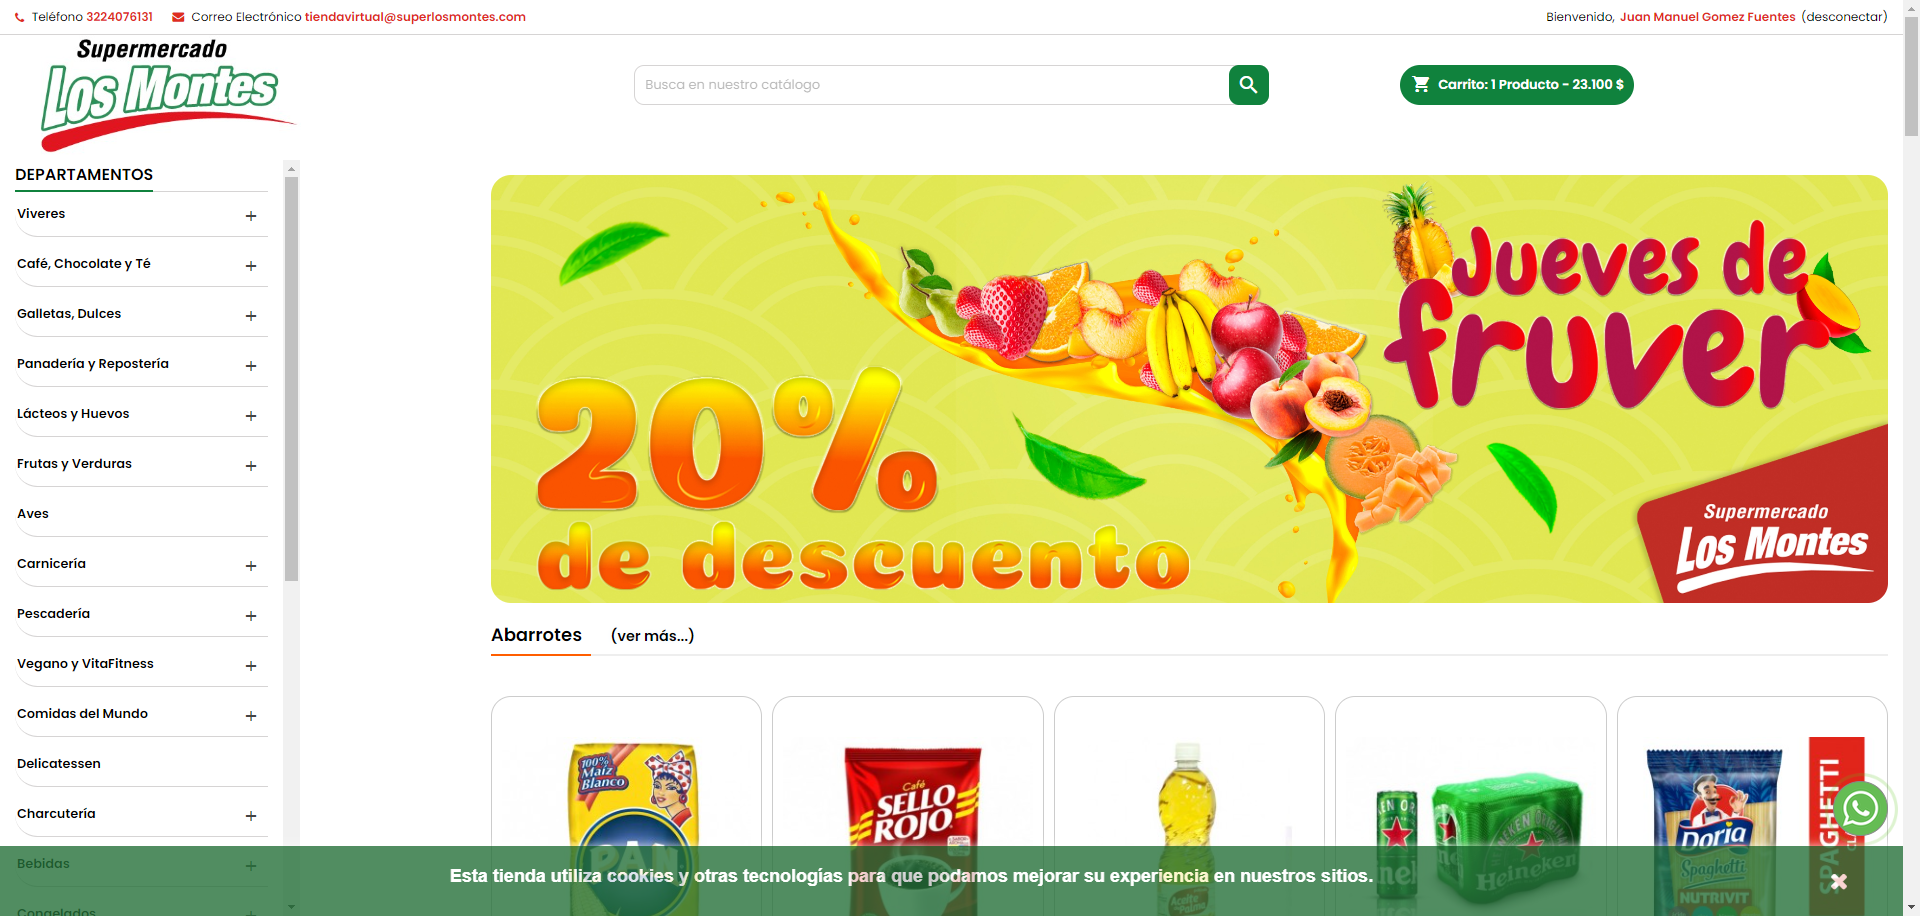 Teléfono 3224076131 Correo Electrónico tiendavirtual@superlosmontes.com
Bienvenido, Juan Manuel Gomez Fuentes (desconectar)
Supermercado
Los Montes
Busca en nuestro catálogo
Carrito: 1 Producto - 23.100 $
DEPARTAMENTOS
Viveres
Café, Chocolate y Té
Galletas, Dulces
Panadería y Repostería
Lácteos y Huevos
Frutas y Verduras
Aves
Carnicería
Pescadería
Vegano y VitaFitness
Comidas del Mundo
Delicatessen
Charcutería
Bebidas
Congelados
Jueves de
fruver
20%
de descuento
Supermercado
Los Montes
Abarrotes (ver más...)
100%
Maíz
Blanco
PAN
Café
SELLO
ROJO
Aceite
de Palma
Heineken
Doria
Spaghetti
NUTRIVIT
SPAGHETTI
Esta tienda utiliza cookies y otras tecnologías para que podamos mejorar su experiencia en nuestros sitios.